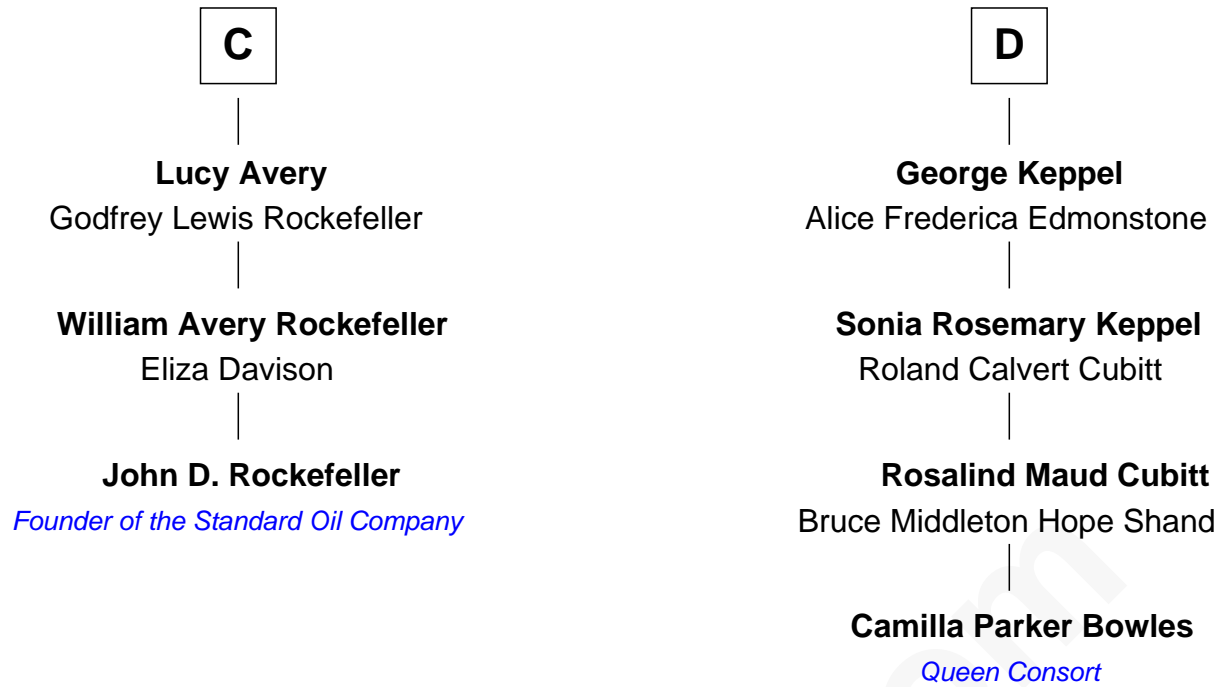 C
Lucy Avery
Godfrey Lewis Rockefeller
William Avery Rockefeller
Eliza Davison
John D. Rockefeller
Founder of the Standard Oil Company
D
George Keppel
Alice Frederica Edmonstone
Sonia Rosemary Keppel
Roland Calvert Cubitt
Rosalind Maud Cubitt
Bruce Middleton Hope Shand
Camilla Parker Bowles
Queen Consort